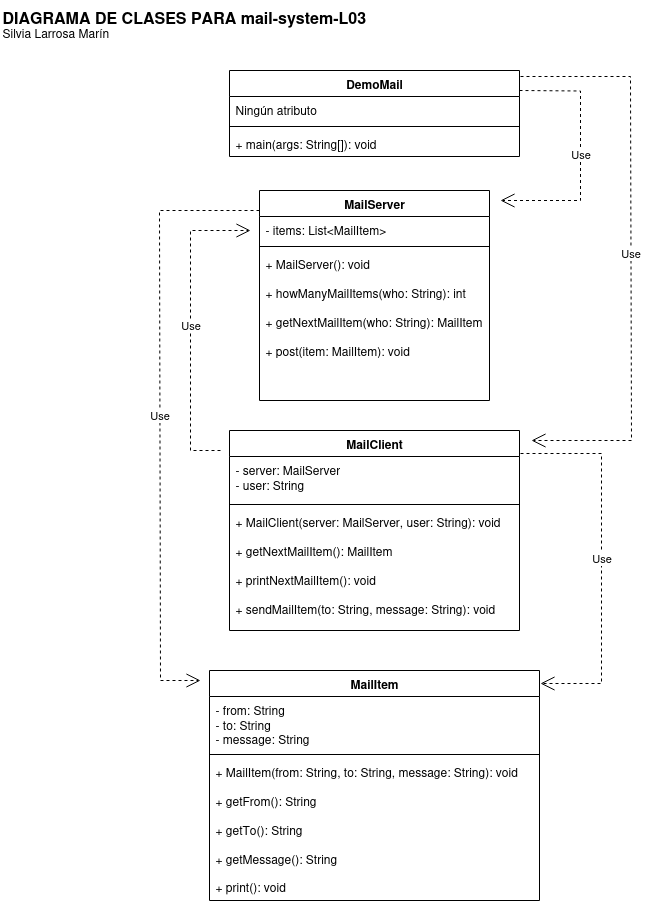 DIAGRAMA DE CLASES PARA mail-system-L03
Silvia Larrosa Marín
DemoMail
Ningún atributo
+ main(args: String[]): void
Use
MailServer
- items: List<MailItem>
+ MailServer(): void
+ howManyMailItems(who: String): int
+ getNextMailItem(who: String): MailItem
+ post(item: MailItem): void
Use
Use
Use
MailClient
- server: MailServer
- user: String
+ MailClient(server: MailServer, user: String): void
+ getNextMailItem(): MailItem
+ printNextMailItem(): void
+ sendMailItem(to: String, message: String): void
Use
MailItem
- from: String
- to: String
- message: String
+ MailItem(from: String, to: String, message: String): void
+ getFrom(): String
+ getTo(): String
+ getMessage(): String
+ print(): void